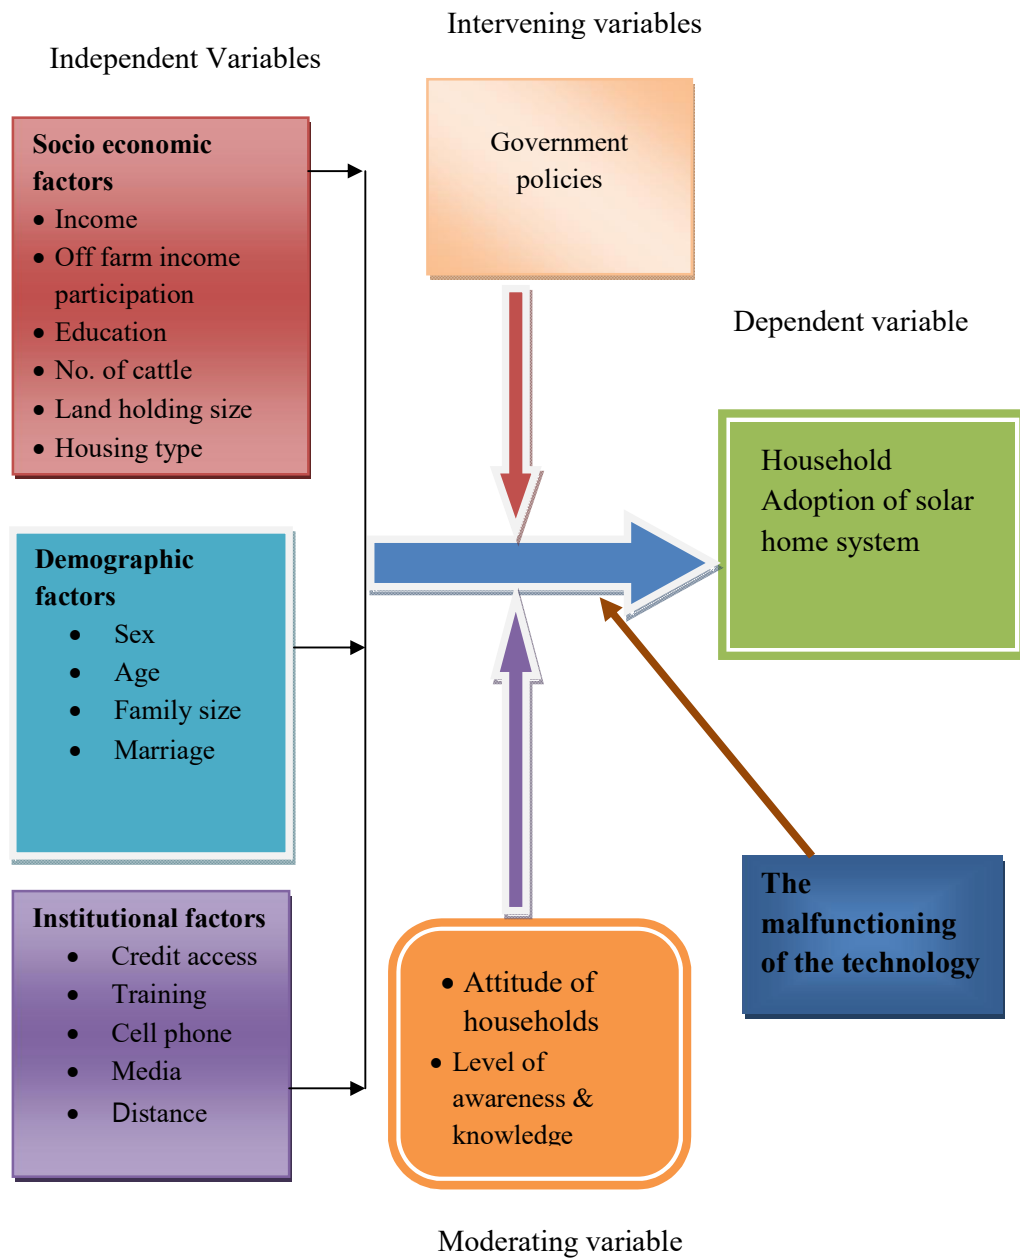 Intervening variables
Independent Variables
Socio economic
factors
• Income
• Off farm income
participation
• Education
• No. of cattle
• Land holding size
• Housing type
Government
policies
Dependent variable
Household
Adoption of solar
home system
Demographic
factors
• Sex
• Age
• Family size
• Marriage
Institutional factors
• Credit access
• Training
• Cell phone
• Media
• Distance
• Attitude of
households
• Level of
awareness &
knowledge
The
malfunctioning
of the technology
Moderating variable